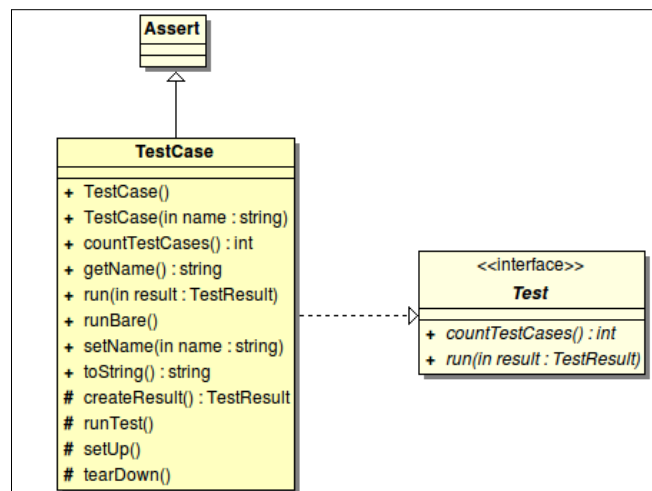 Assert
TestCase
+ TestCase()
+ TestCase(in name : string)
+ countTestCases() : int
+ getName() : string
+ run(in result : TestResult)
+ runBare()
+ setName(in name : string)
+ toString() : string
# createResult() : TestResult
# runTest()
# setUp()
# tearDown()
<<interface>>
Test
+ countTestCases() : int
+ run(in result : TestResult)